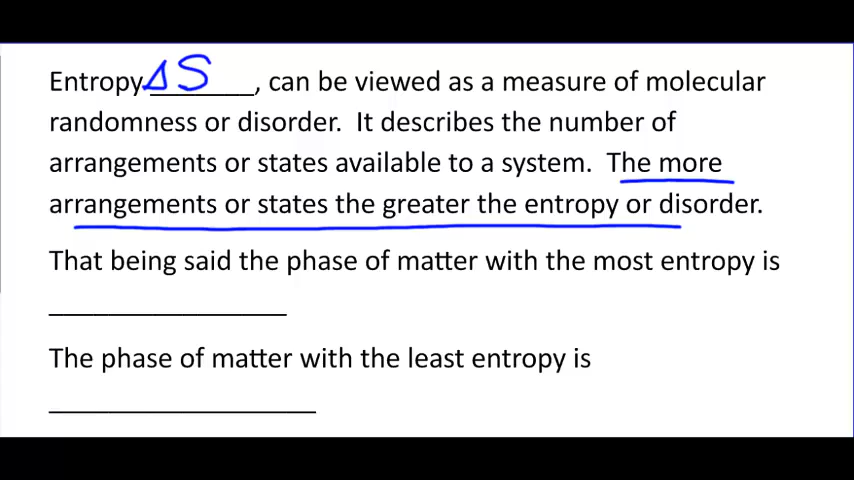 Entropy ΔS_______, can be viewed as a measure of molecular
randomness or disorder. It describes the number of
arrangements or states available to a system. The more
arrangements or states the greater the entropy or disorder.
That being said the phase of matter with the most entropy is
________________
The phase of matter with the least entropy is
__________________